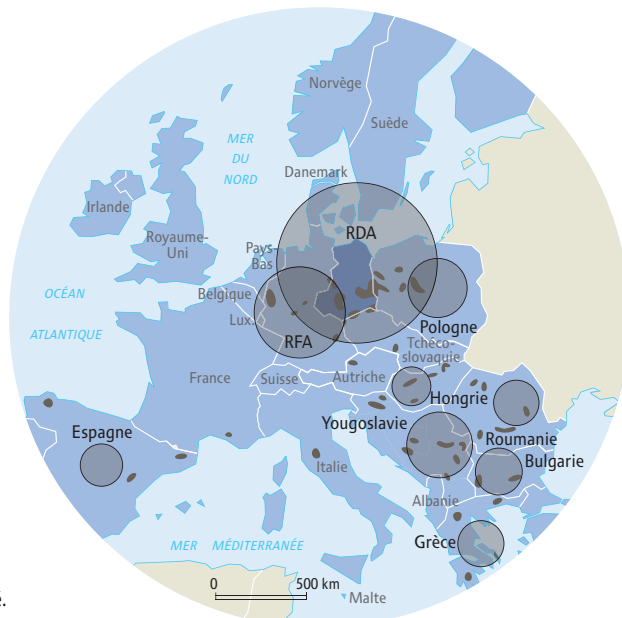 Norvège
Suède
MER
DU
NORD
Danemark
Irlande
Royaume-
Uni
RDA
Pays-
Bas
OCÉAN
ATLANTIQUE
Belgique
Lux.
RFA
Pologne
Tchéco-
slovaquie
France
Suisse
Autriche
Hongrie
Yougoslavie
Roumanie
Espagne
Bulgarie
Italie
Albanie
Grèce
MER MÉDITERRANÉE
0 500 km
Malte